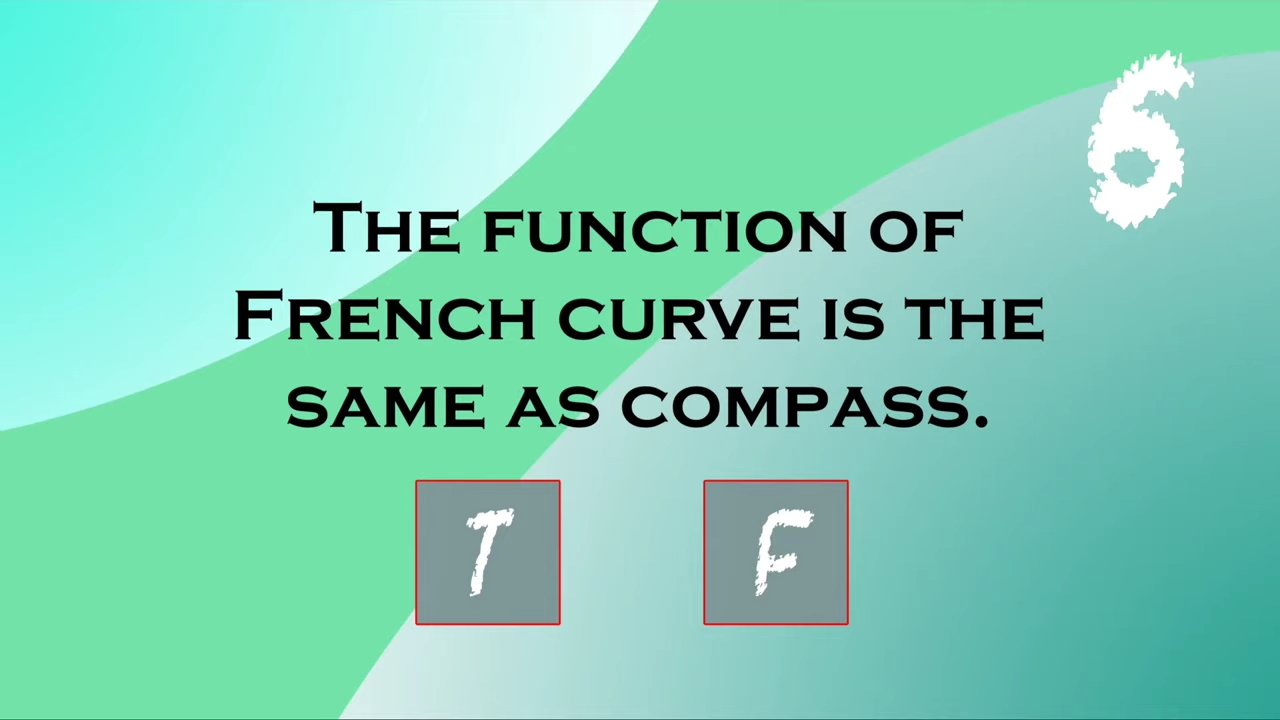 6
The function of
French curve is the
same as compass.
T F